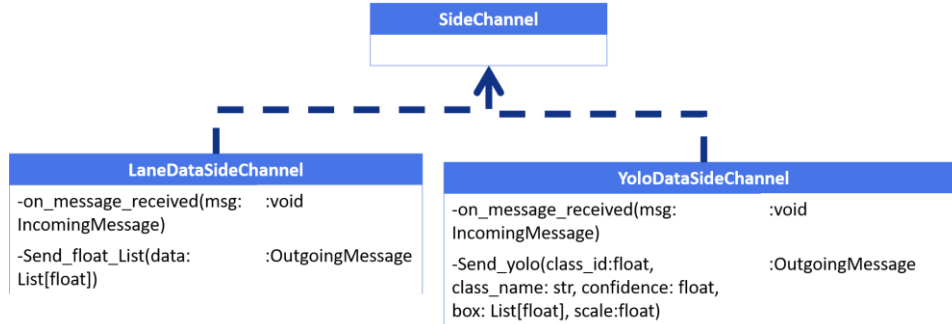 SideChannel
LaneDataSideChannel
-on_message_received(msg: :void
IncomingMessage)
-Send_float_List(data: :OutgoingMessage
List[float])
YoloDataSideChannel
-on_message_received(msg: :void
IncomingMessage)
-Send_yolo(class_id:float, :OutgoingMessage
class_name: str, confidence: float,
box: List[float], scale:float)